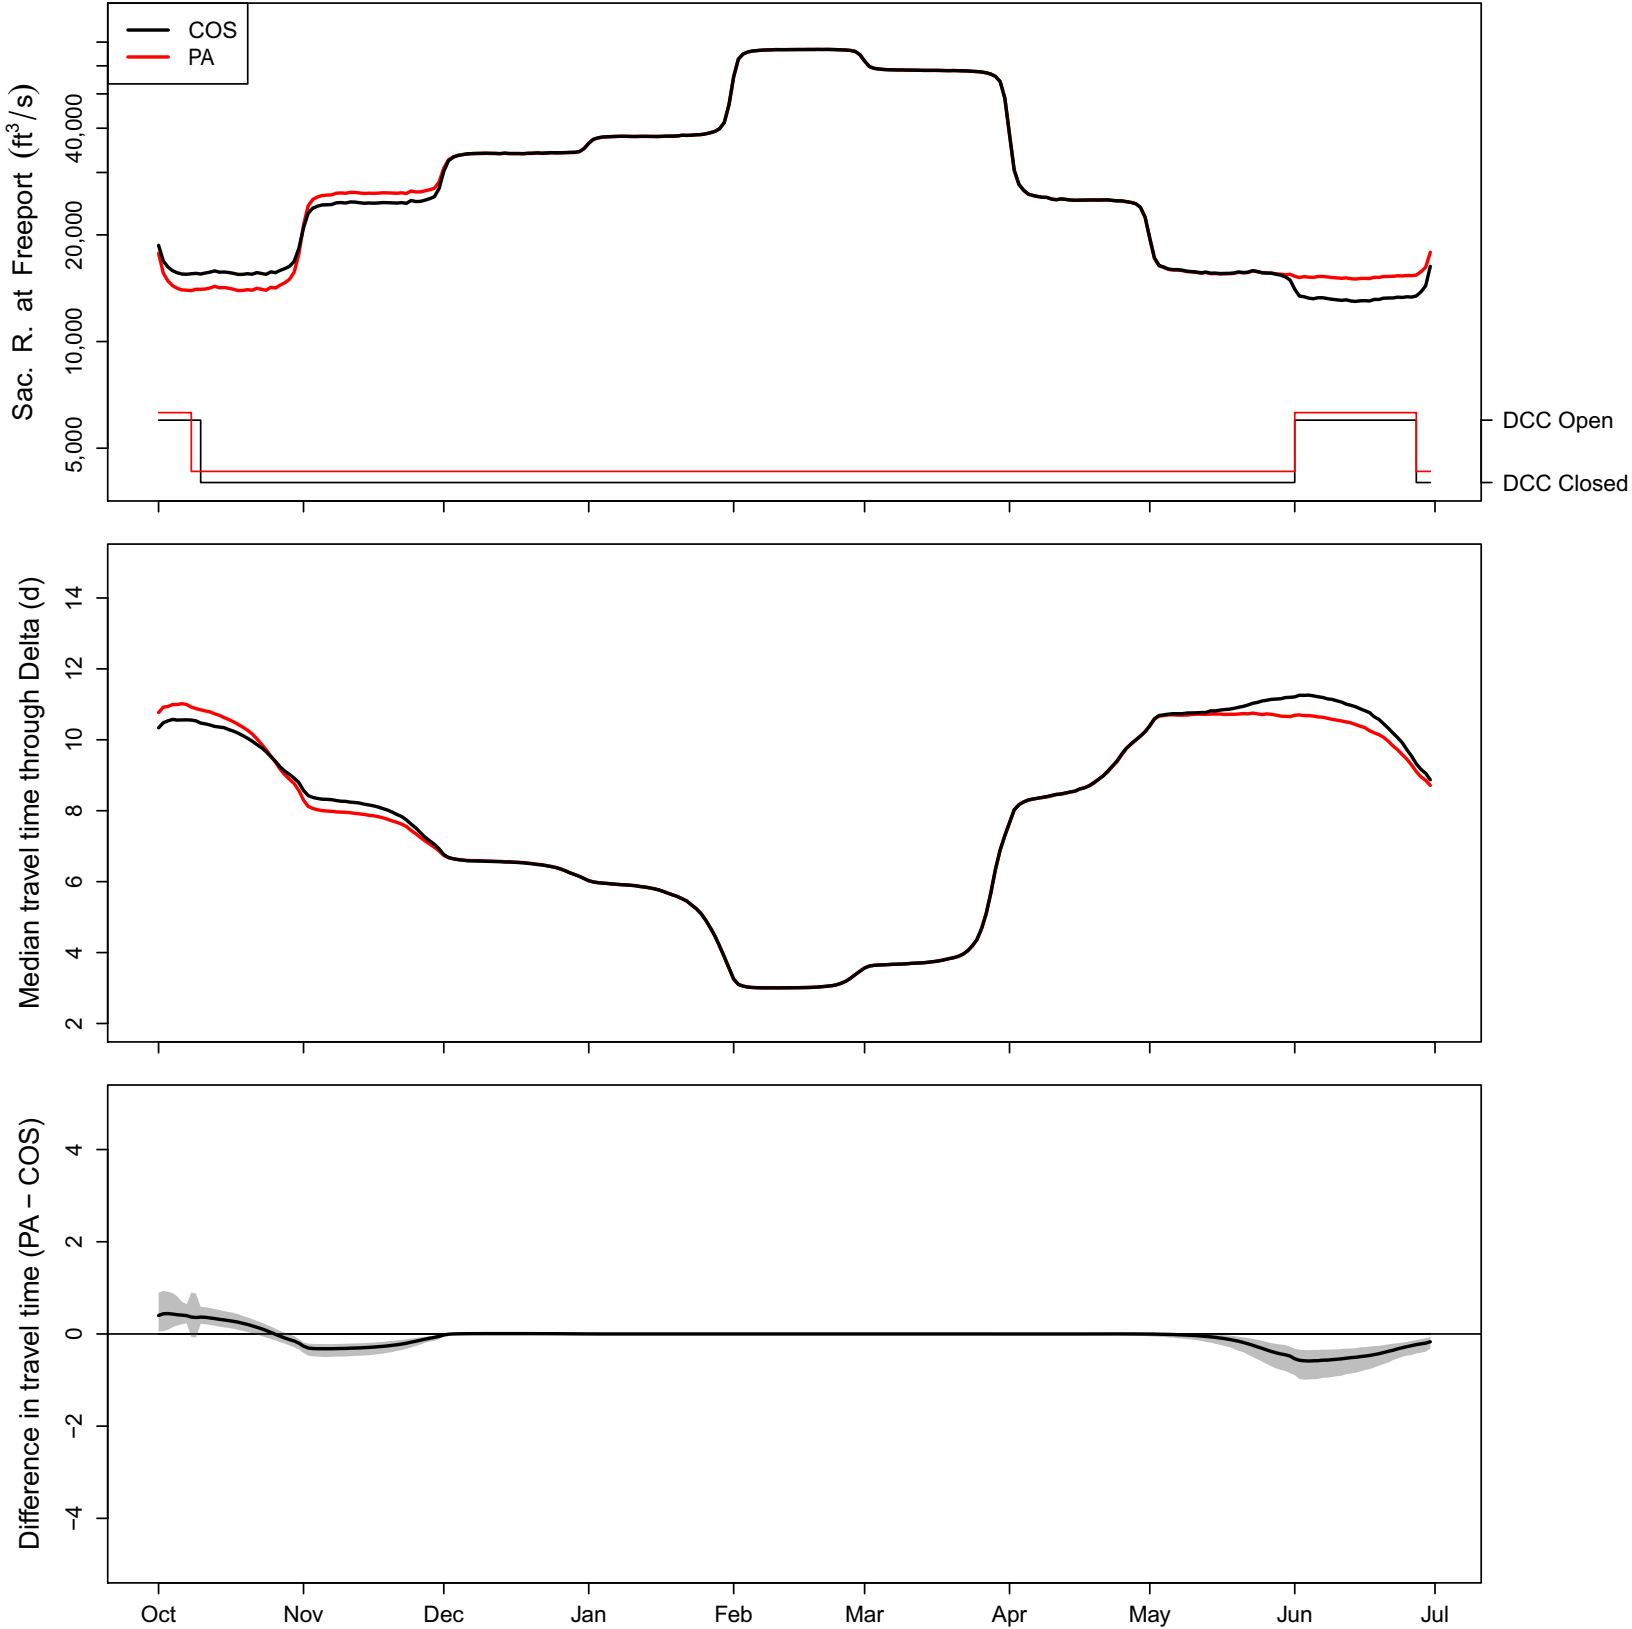 COS
PA
Sac. R. at Freeport (ft³/s)
40,000
20,000
10,000
5,000
DCC Open
DCC Closed
Median travel time through Delta (d)
14
12
10
8
6
4
2
Difference in travel time (PA − COS)
4
2
0
−2
−4
Oct Nov Dec Jan Feb Mar Apr May Jun Jul